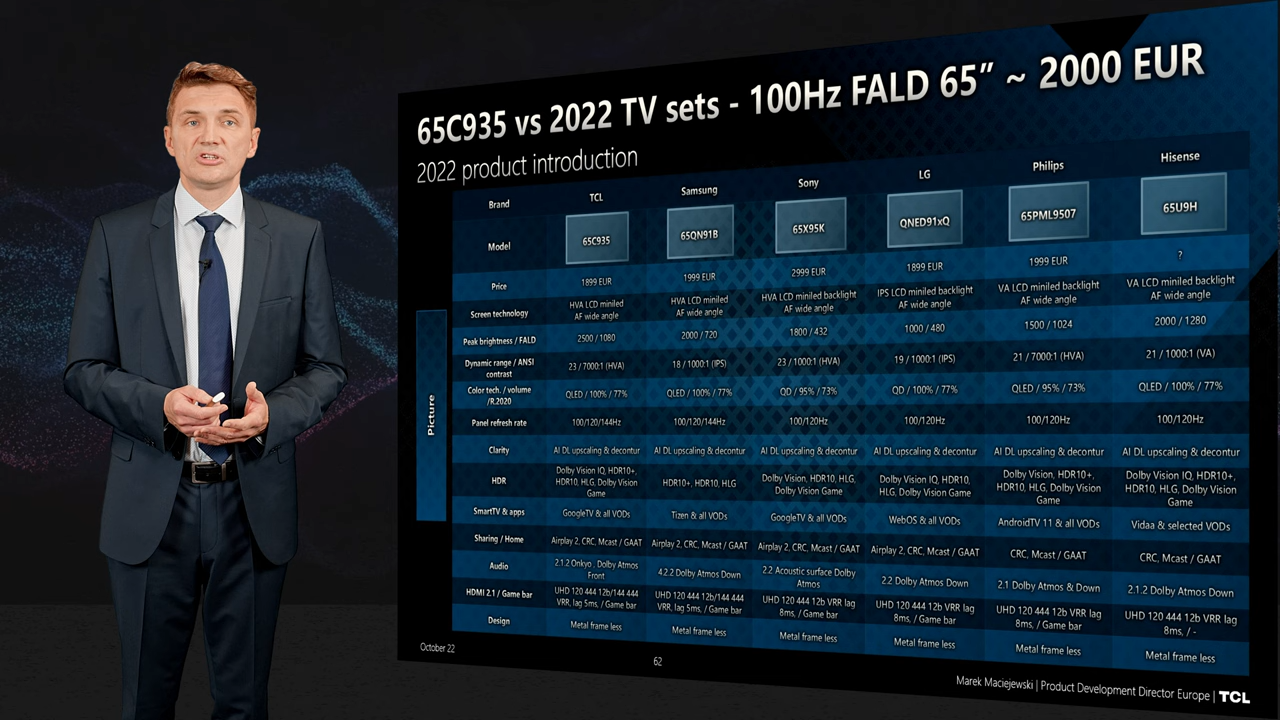 65C935 vs 2022 TV sets - 100Hz FALD 65” ~ 2000 EUR
2022 product introduction
Brand TCL Samsung Sony LG Philips Hisense
Model 65C935 65QN91B 65X95K QNED91xQ 65PML9507 65U9H
Price 1899 EUR 1999 EUR 2999 EUR 1899 EUR 1999 EUR ?
Screen technology HVA LCD miniled AF wide angle HVA LCD miniled AF wide angle HVA LCD miniled backlight AF wide angle IPS LCD miniled backlight AF wide angle VA LCD miniled backlight AF wide angle VA LCD miniled backlight AF wide angle
Peak brightness / FALD 2500 / 1080 2000 / 720 1800 / 432 1000 / 480 1500 / 1024 2000 / 1280
Dynamic range / ANSI contrast 23 / 7000:1 (HVA) 18 / 1000:1 (IPS) 23 / 1000:1 (HVA) 19 / 1000:1 (IPS) 21 / 7000:1 (HVA) 21 / 1000:1 (VA)
Color tech. / volume /R.2020 QLED / 100% / 77% QLED / 100% / 77% QD / 95% / 73% QD / 100% / 77% QLED / 95% / 73% QLED / 100% / 77%
Panel refresh rate 100/120/144Hz 100/120/144Hz 100/120Hz 100/120Hz 100/120Hz 100/120Hz
Clarity AI DL upscaling & decontur AI DL upscaling & decontur AI DL upscaling & decontur AI DL upscaling & decontur AI DL upscaling & decontur AI DL upscaling & decontur
HDR Dolby Vision IQ, HDR10+, HDR10, HLG, Dolby Vision Game HDR10+, HDR10, HLG Dolby Vision, HDR10, HLG, Dolby Vision Game Dolby Vision IQ, HDR10, HLG, Dolby Vision Game Dolby Vision, HDR10+, HDR10, HLG, Dolby Vision Game Dolby Vision IQ, HDR10+, HDR10, HLG, Dolby Vision Game
SmartTV & apps GoogleTV & all VODs Tizen & all VODs GoogleTV & all VODs WebOS & all VODs AndroidTV 11 & all VODs Vidaa & selected VODs
Sharing / Home Airplay 2, CRC, Mcast / GAAT Airplay 2, CRC, Mcast / GAAT Airplay 2, CRC, Mcast / GAAT Airplay 2, CRC, Mcast / GAAT CRC, Mcast / GAAT CRC, Mcast / GAAT
Audio 2.1.2 Onkyo , Dolby Atmos Front 4.2.2 Dolby Atmos Down 2.2 Acoustic surface Dolby Atmos 2.2 Dolby Atmos Down 2.1 Dolby Atmos & Down 2.1.2 Dolby Atmos Down
HDMI 2.1 / Game bar UHD 120 444 12b/144 444 VRR, lag 5ms, / Game bar UHD 120 444 12b/144 444 VRR, lag 5ms, / Game bar UHD 120 444 12b VRR lag 8ms, / Game bar UHD 120 444 12b VRR lag 8ms, / Game bar UHD 120 444 12b VRR lag 8ms, / Game bar UHD 120 444 12b VRR lag 8ms, / -
Design Metal frame less Metal frame less Metal frame less Metal frame less Metal frame less Metal frame less
Picture
October 22
62
Marek Maciejewski | Product Development Director Europe | TCL